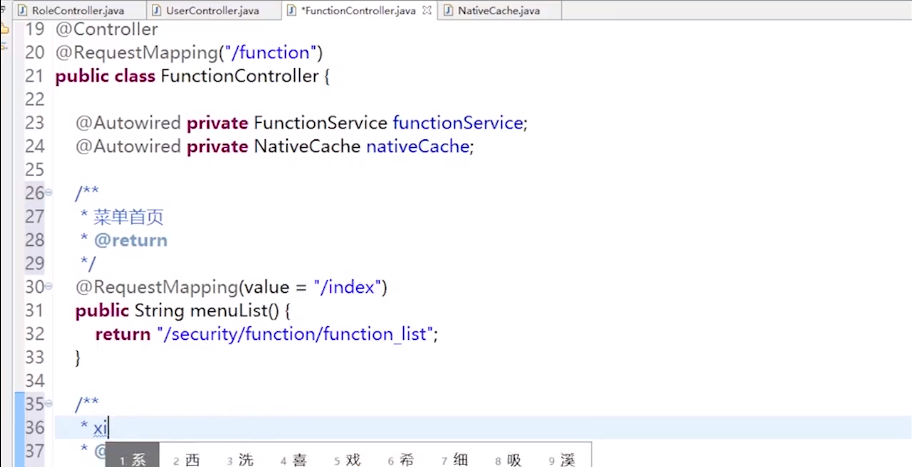 RoleController.java UserController.java *FunctionController.java NativeCache.java
19 @Controller
20 @RequestMapping("/function")
21 public class FunctionController {
22
23 @Autowired private FunctionService functionService;
24 @Autowired private NativeCache nativeCache;
25
26 /**
27 * 菜单首页
28 * @return
29 */
30 @RequestMapping(value = "/index")
31 public String menuList() {
32 return "/security/function/function_list";
33 }
34
35 /**
36 * xi
37 * @
1 系 2 西 3 洗 4 喜 5 戏 6 希 7 细 8 吸 9 溪